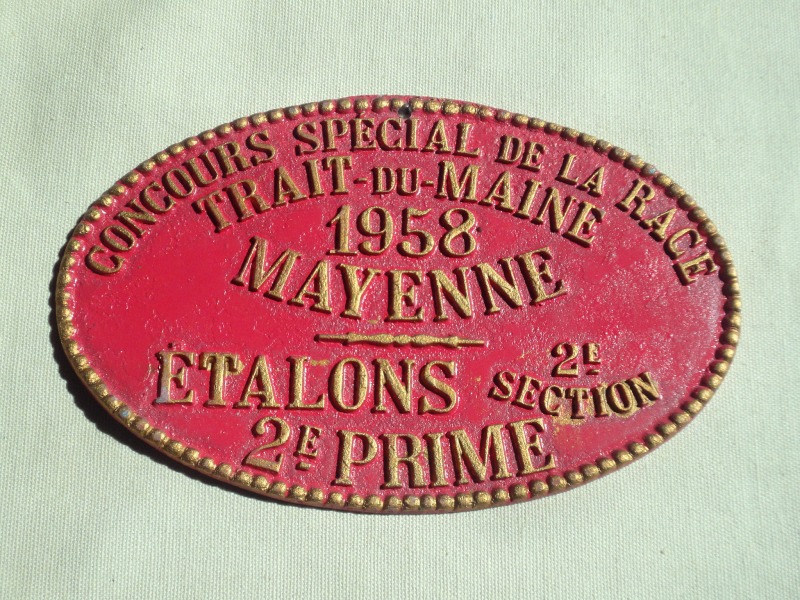 CONCOURS SPÉCIAL DE LA RACE
TRAIT-DU-MAINE
1958
MAYENNE
ÉTALONS 2E SECTION
2E PRIME